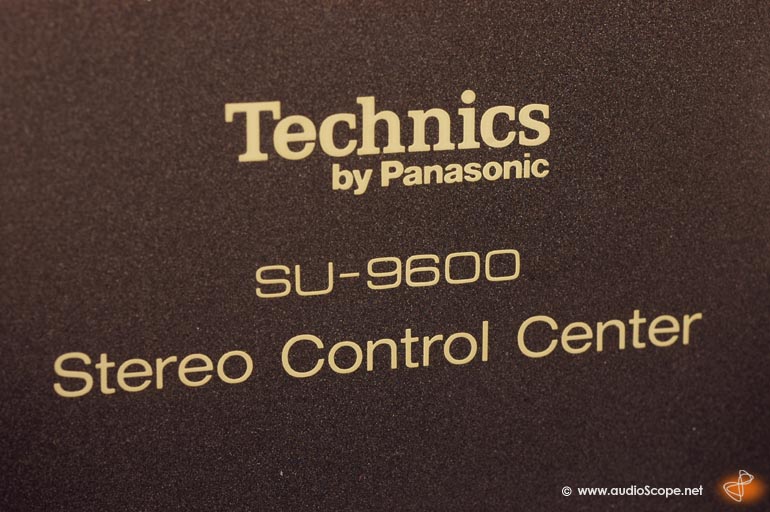 Technics
by Panasonic
SU-9600
Stereo Control Center
© www.audioScope.net